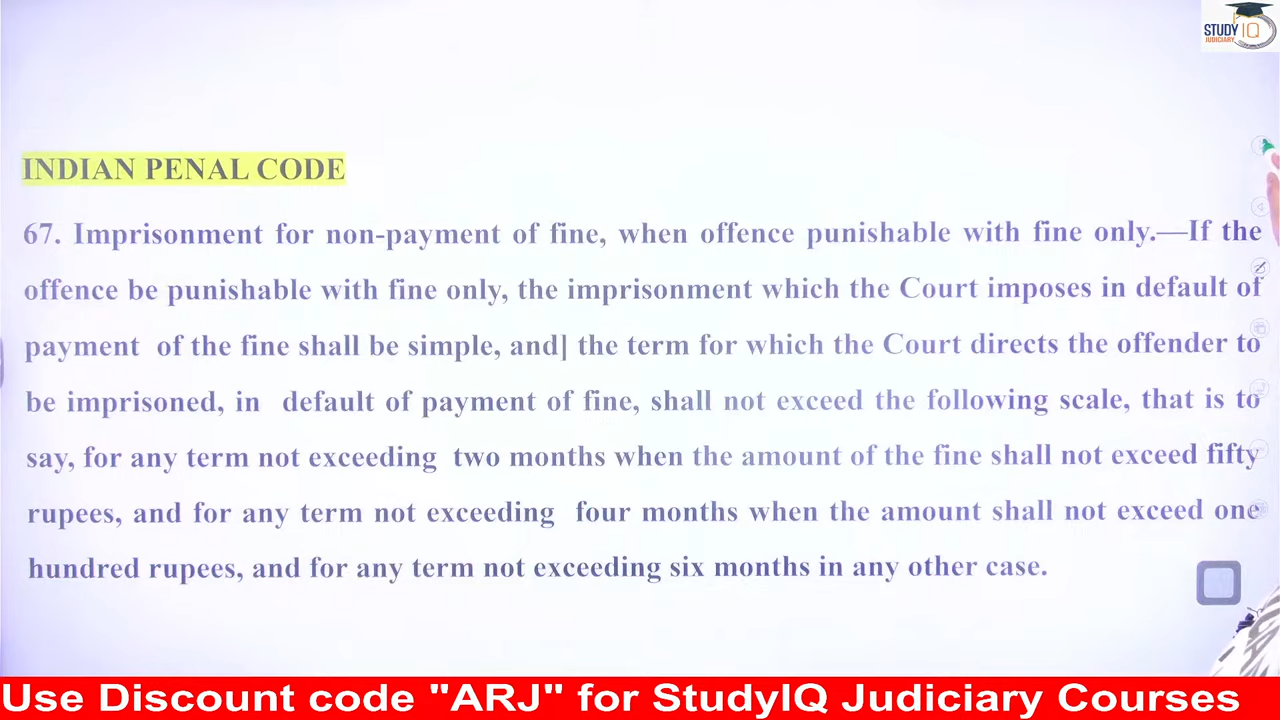 STUDY IQ
JUDICIARY
INDIAN PENAL CODE
67. Imprisonment for non-payment of fine, when offence punishable with fine only.—If the
offence be punishable with fine only, the imprisonment which the Court imposes in default of
payment of the fine shall be simple, and] the term for which the Court directs the offender to
be imprisoned, in default of payment of fine, shall not exceed the following scale, that is to
say, for any term not exceeding two months when the amount of the fine shall not exceed fifty
rupees, and for any term not exceeding four months when the amount shall not exceed one
hundred rupees, and for any term not exceeding six months in any other case.
Use Discount code "ARJ" for StudyIQ Judiciary Courses